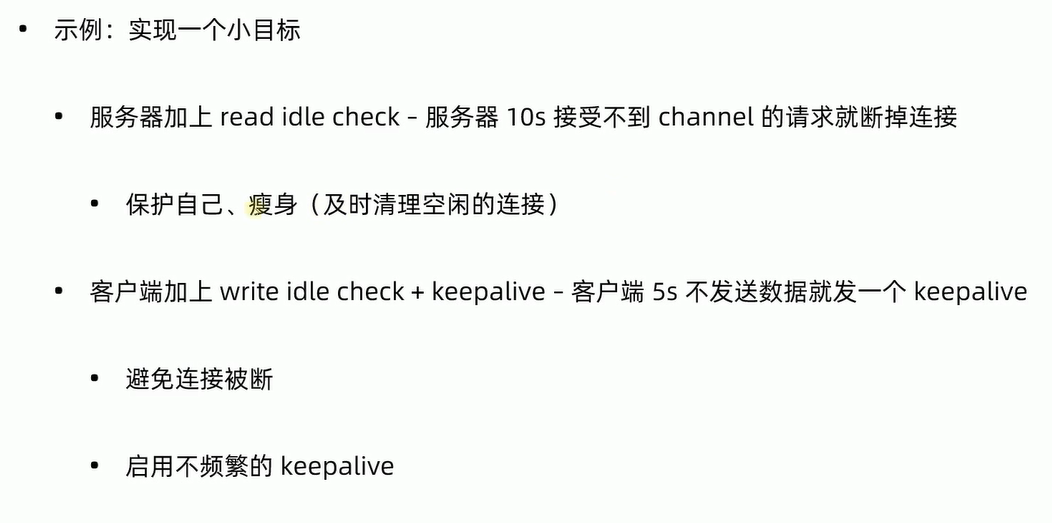 示例：实现一个小目标
服务器加上 read idle check – 服务器 10s 接受不到 channel 的请求就断掉连接
保护自己、瘦身（及时清理空闲的连接）
客户端加上 write idle check + keepalive – 客户端 5s 不发送数据就发一个 keepalive
避免连接被断
启用不频繁的 keepalive